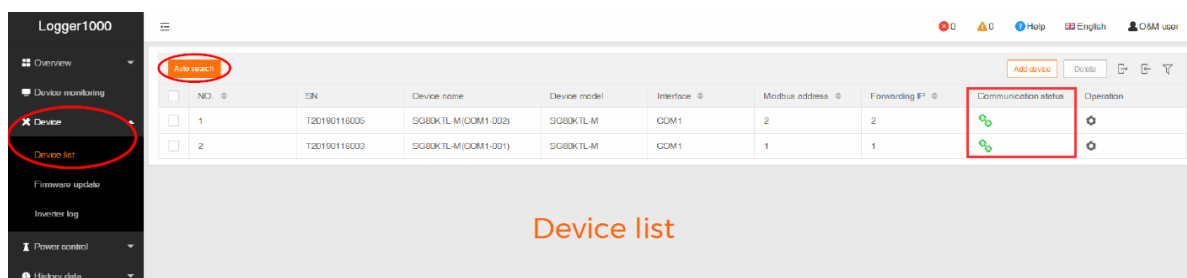 Logger1000
0 0 Help English O&M user
Overview
Auto search Add device Delete
Device monitoring
NO. SN Device name Device model Interface Modbus address Forwarding IP Communication status Operation
Device
1 T20190116005 SG80KTL-M(COM1-002) SG80KTL-M COM1 2 2
Device list
2 T20190116003 SG80KTL-M(COM1-001) SG80KTL-M COM1 1 1
Firmware update
Inverter log
Device list
Power control
History data